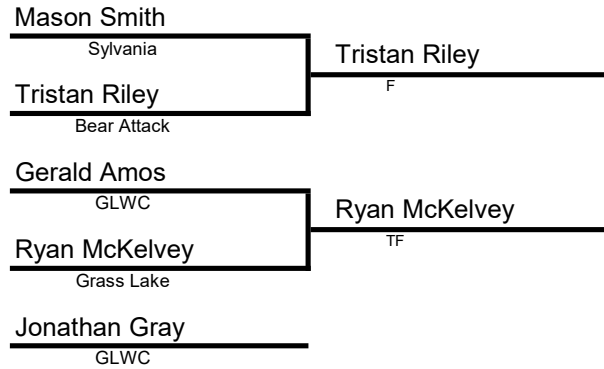 Mason Smith
Sylvania
Tristan Riley
F
Tristan Riley
Bear Attack
Gerald Amos
GLWC
Ryan McKelvey
TF
Ryan McKelvey
Grass Lake
Jonathan Gray
GLWC